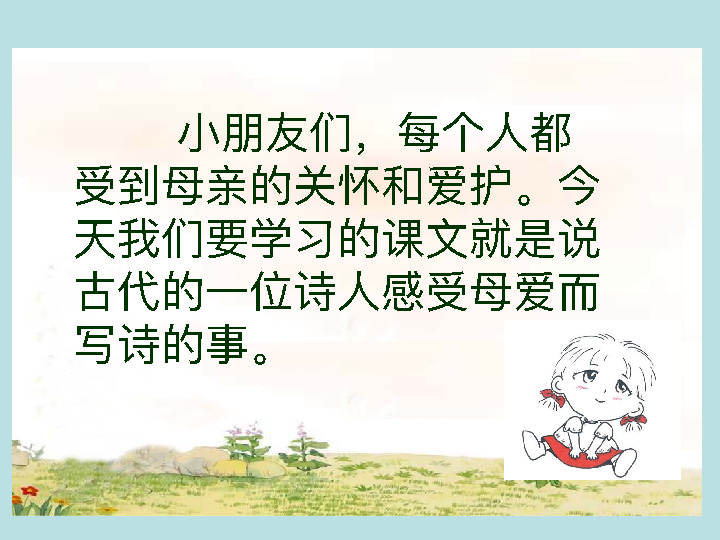 小朋友们，每个人都
受到母亲的关怀和爱护。今
天我们要学习的课文就是说
古代的一位诗人感受母爱而
写诗的事。